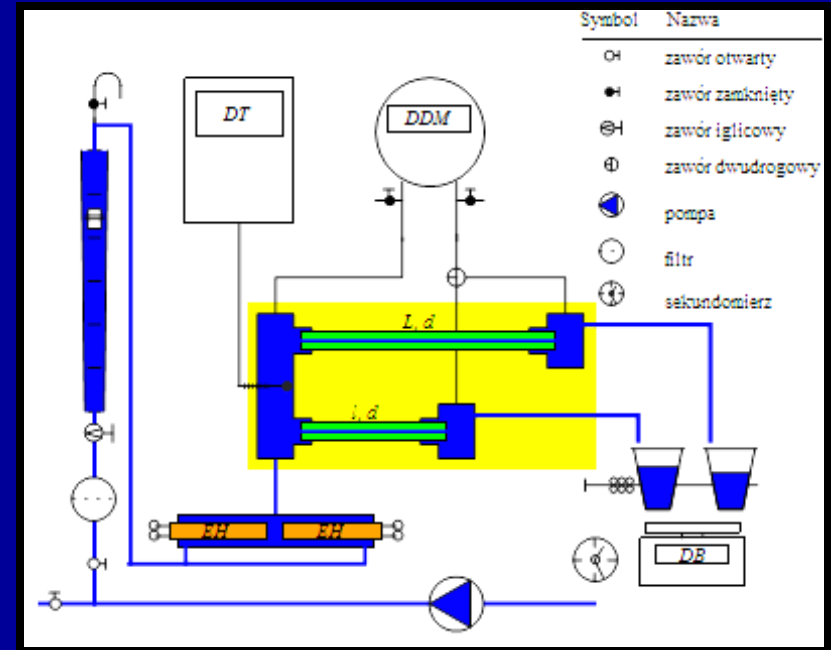 Symbol Nazwa
zawór otwarty
zawór zamknięty
zawór iglicowy
zawór dwudrogowy
pompa
filtr
sekundomierz
DT
DDM
L, d
l, d
EH EH
DB